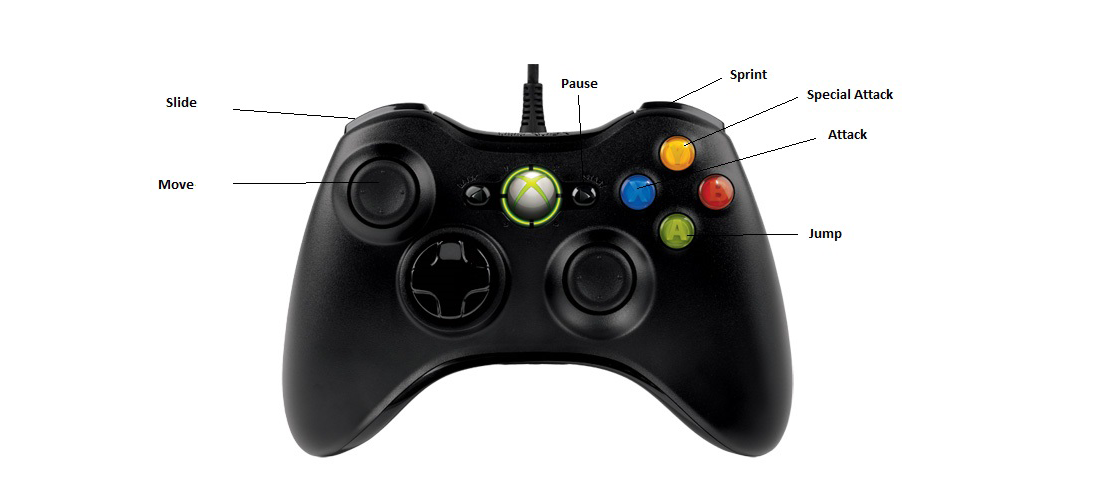 Sprint
Pause
Special Attack
Slide
Attack
Move
Jump
Y
X
B
A